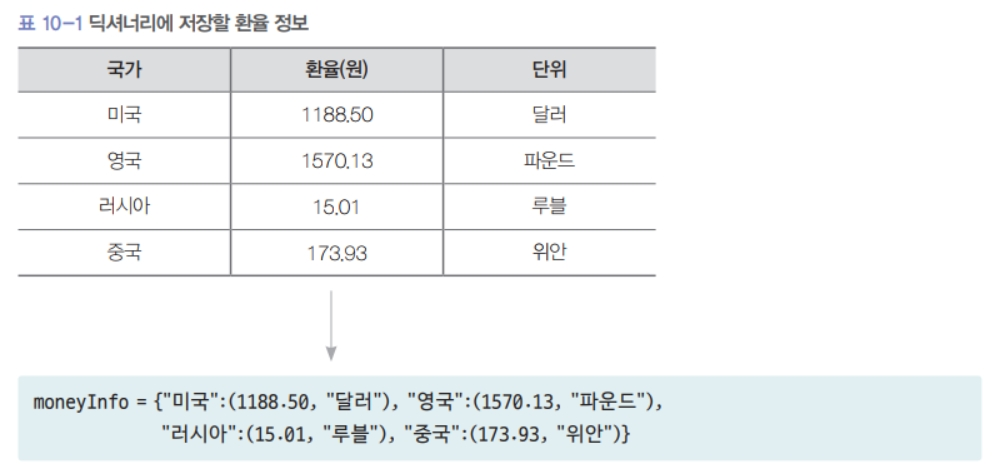 표 10-1 딕셔너리에 저장할 환율 정보
국가 환율(원) 단위
미국 1188.50 달러
영국 1570.13 파운드
러시아 15.01 루블
중국 173.93 위안
moneyInfo = {"미국":(1188.50, "달러"), "영국":(1570.13, "파운드"),
"러시아":(15.01, "루블"), "중국":(173.93, "위안")}